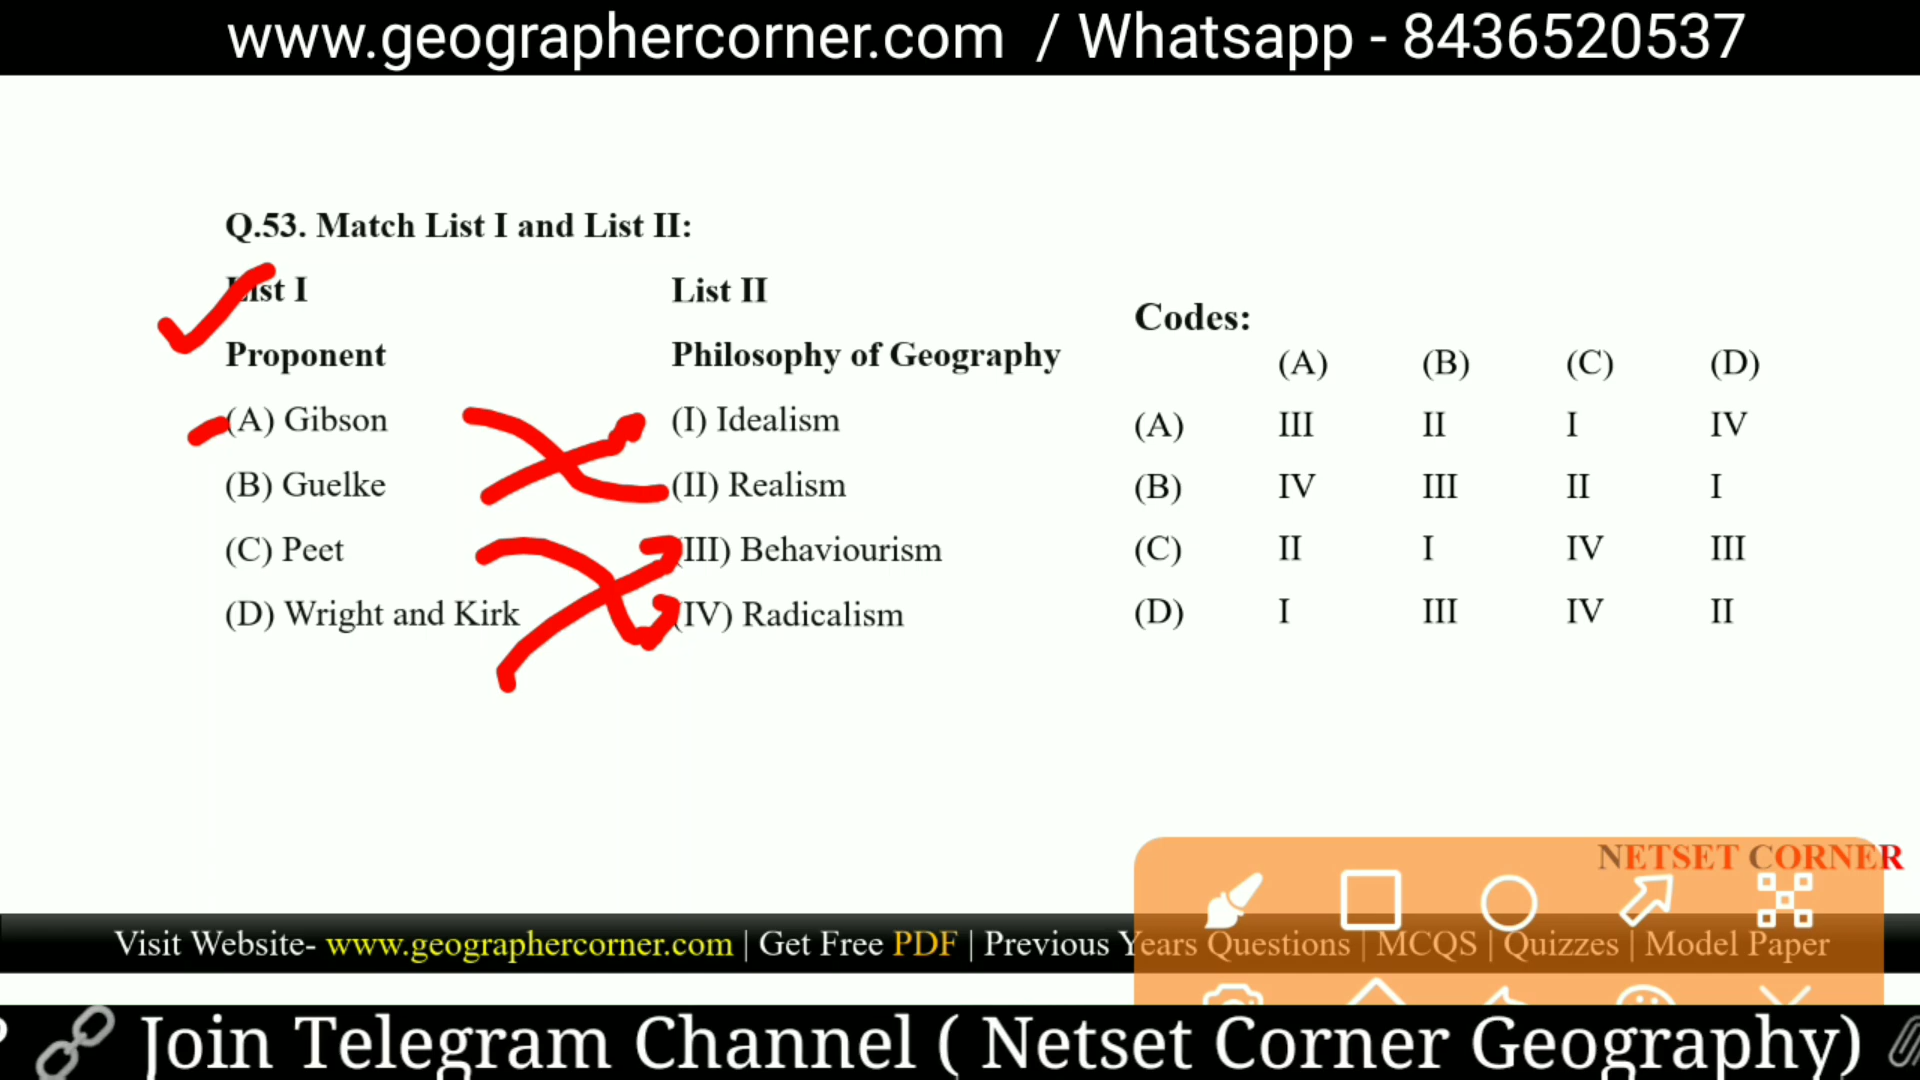 www.geographercorner.com / Whatsapp - 8436520537
Q.53. Match List I and List II:
List I List II
Proponent Philosophy of Geography
(A) Gibson (I) Idealism
(B) Guelke (II) Realism
(C) Peet (III) Behaviourism
(D) Wright and Kirk (IV) Radicalism
Codes:
(A) (B) (C) (D)
(A) III II I IV
(B) IV III II I
(C) II I IV III
(D) I III IV II
NETSET CORNER
Visit Website- www.geographercorner.com | Get Free PDF | Previous Years Questions | MCQS | Quizzes | Model Paper
Join Telegram Channel ( Netset Corner Geography)